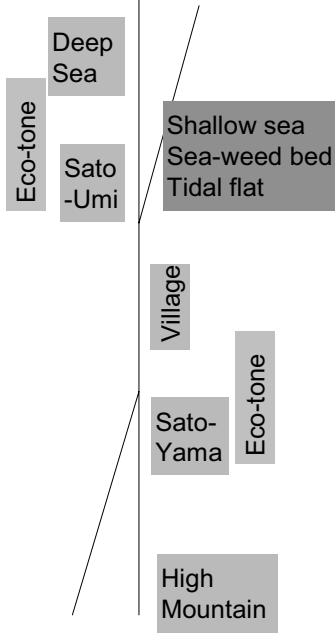 Deep
Sea
Eco-tone
Sato
-Umi
Shallow sea
Sea-weed bed
Tidal flat
Village
Eco-tone
Sato-
Yama
High
Mountain